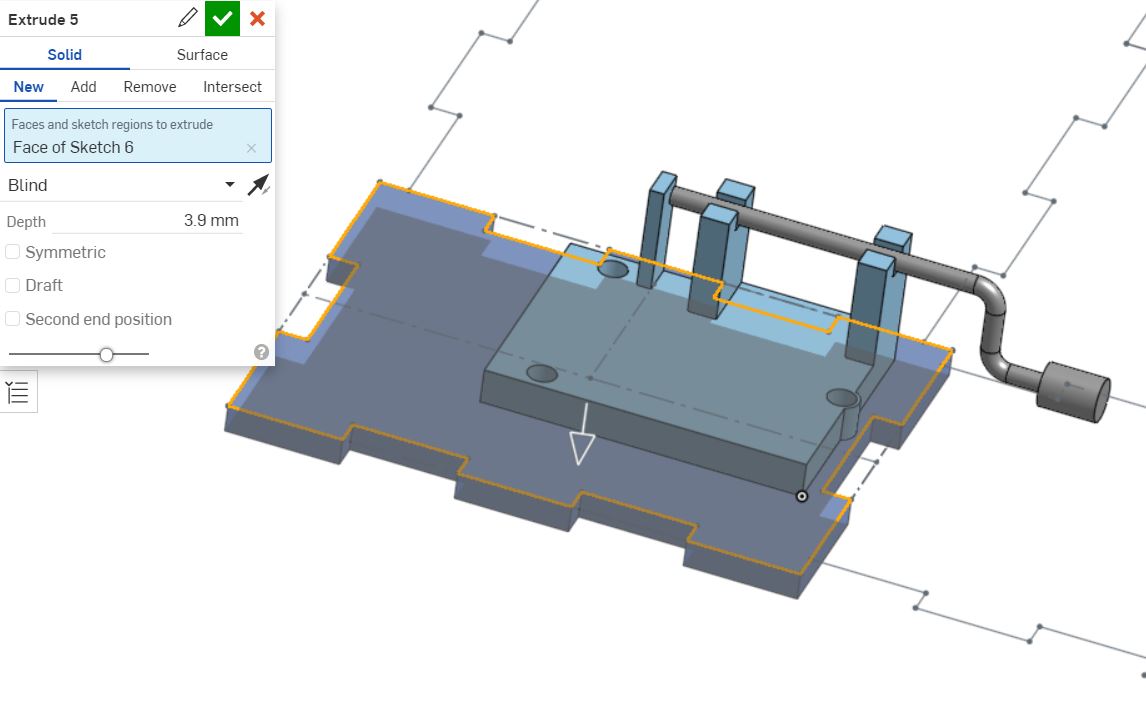 Extrude 5
Solid Surface
New Add Remove Intersect
Faces and sketch regions to extrude
Face of Sketch 6
Blind
Depth 3.9 mm
Symmetric
Draft
Second end position